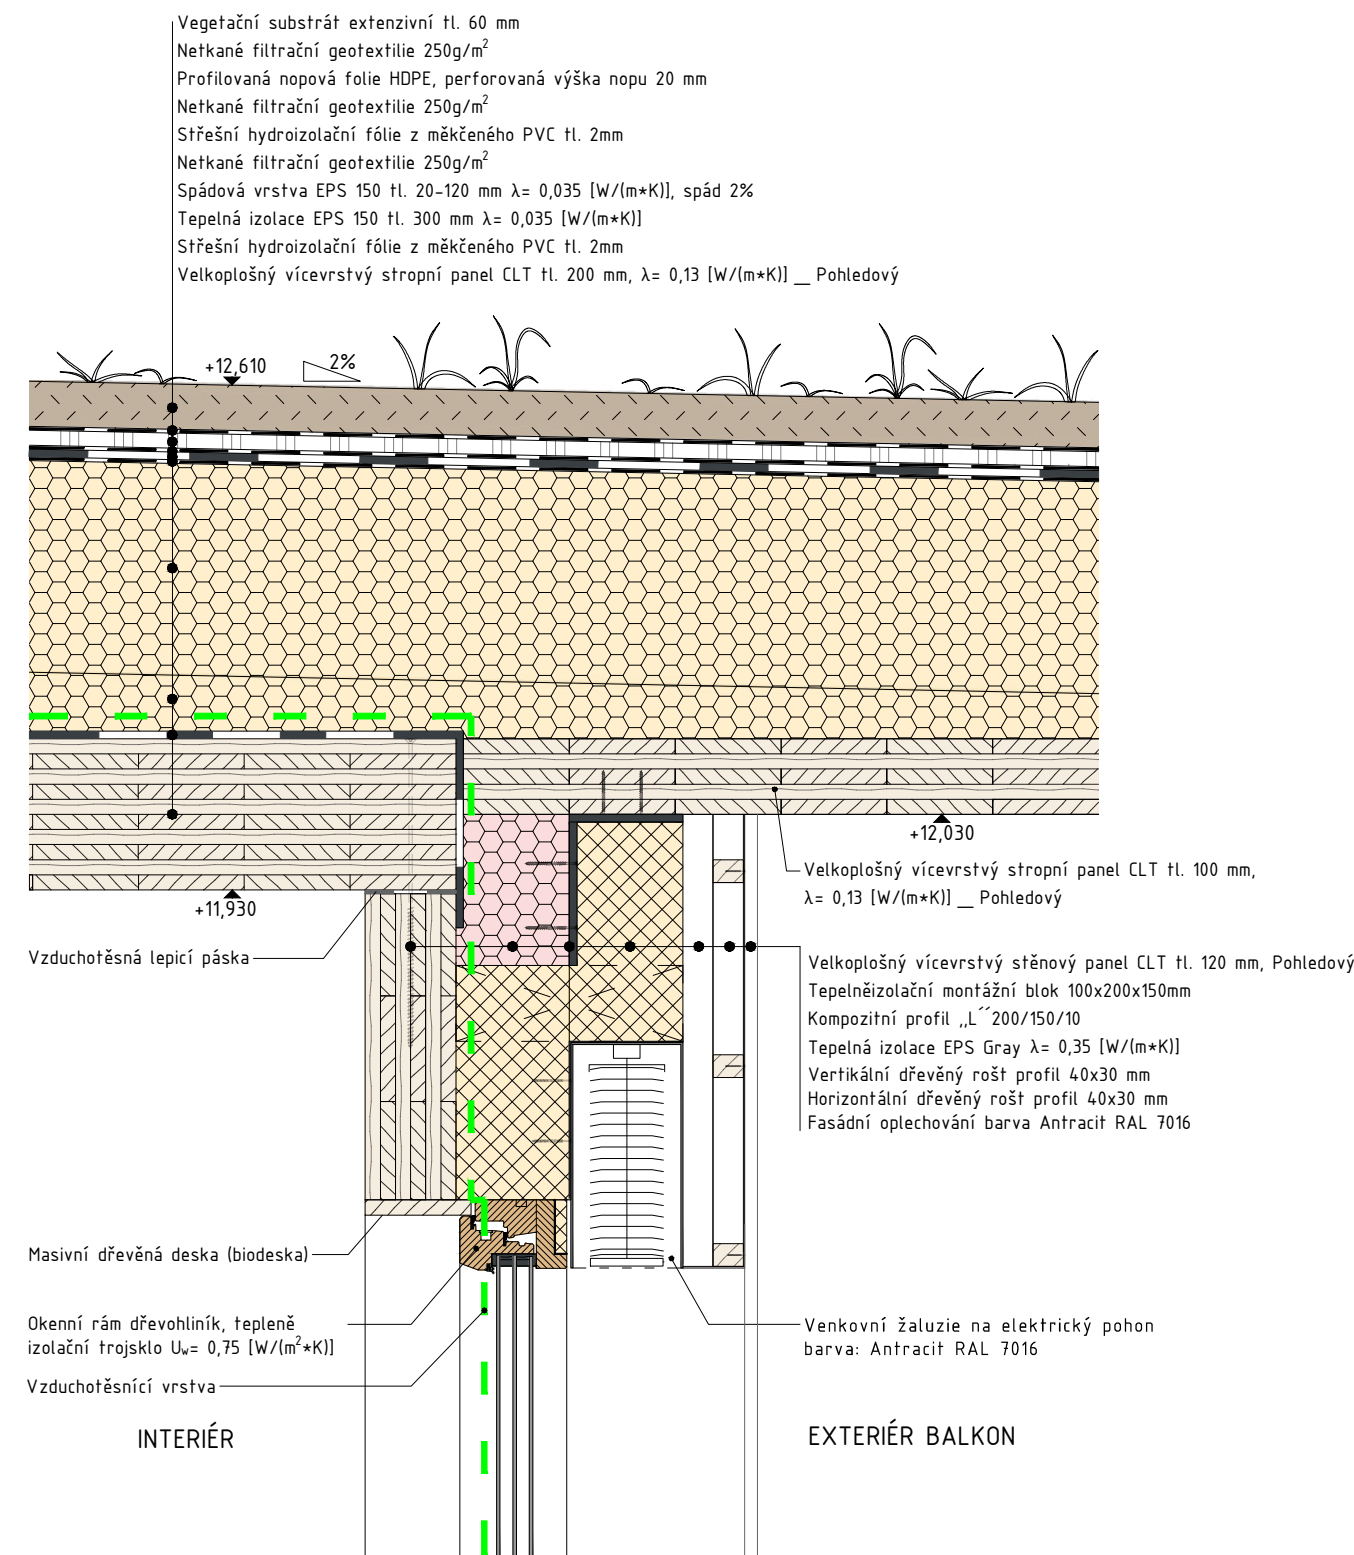 Vegetační substrát extenzivní tl. 60 mm
Netkané filtrační geotextilie 250g/m²
Profilovaná nopová folie HDPE, perforovaná výška nopu 20 mm
Netkané filtrační geotextilie 250g/m²
Střešní hydroizolační fólie z měkčeného PVC tl. 2mm
Netkané filtrační geotextilie 250g/m²
Spádová vrstva EPS 150 tl. 20-120 mm λ= 0,035 [W/(m*K)], spád 2%
Tepelná izolace EPS 150 tl. 300 mm λ= 0,035 [W/(m*K)]
Střešní hydroizolační fólie z měkčeného PVC tl. 2mm
Velkoplošný vícevrstvý stropní panel CLT tl. 200 mm, λ= 0,13 [W/(m*K)] __ Pohledový
+12,610
2%
+12,030
Velkoplošný vícevrstvý stropní panel CLT tl. 100 mm,
λ= 0,13 [W/(m*K)] __ Pohledový
+11,930
Vzduchotěsná lepicí páska
Velkoplošný vícevrstvý stěnový panel CLT tl. 120 mm, Pohledový
Tepelněizolační montážní blok 100x200x150mm
Kompozitní profil ,,L´´200/150/10
Tepelná izolace EPS Gray λ= 0,35 [W/(m*K)]
Vertikální dřevěný rošt profil 40x30 mm
Horizontální dřevěný rošt profil 40x30 mm
Fasádní oplechování barva Antracit RAL 7016
Masivní dřevěná deska (biodeska)
Okenní rám dřevohliník, tepleně
izolační trojsklo Uw= 0,75 [W/(m²*K)]
Venkovní žaluzie na elektrický pohon
barva: Antracit RAL 7016
Vzduchotěsnící vrstva
INTERIÉR
EXTERIÉR BALKON